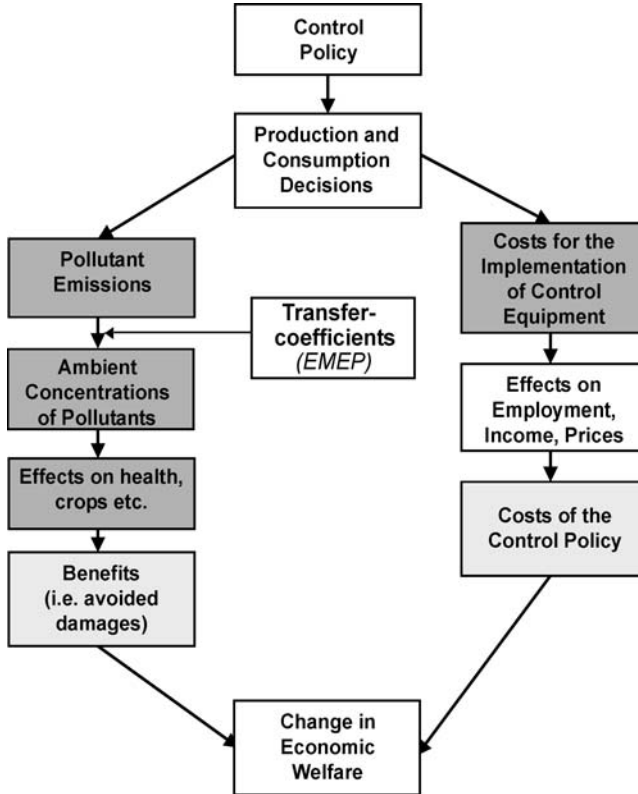 Control
Policy
Production and
Consumption
Decisions
Pollutant
Emissions
Costs for the
Implementation
of Control
Equipment
Transfer-
coefficients
(EMEP)
Ambient
Concentrations
of Pollutants
Effects on
Employment,
Income, Prices
Effects on health,
crops etc.
Costs of the
Control Policy
Benefits
(i.e. avoided
damages)
Change in
Economic
Welfare